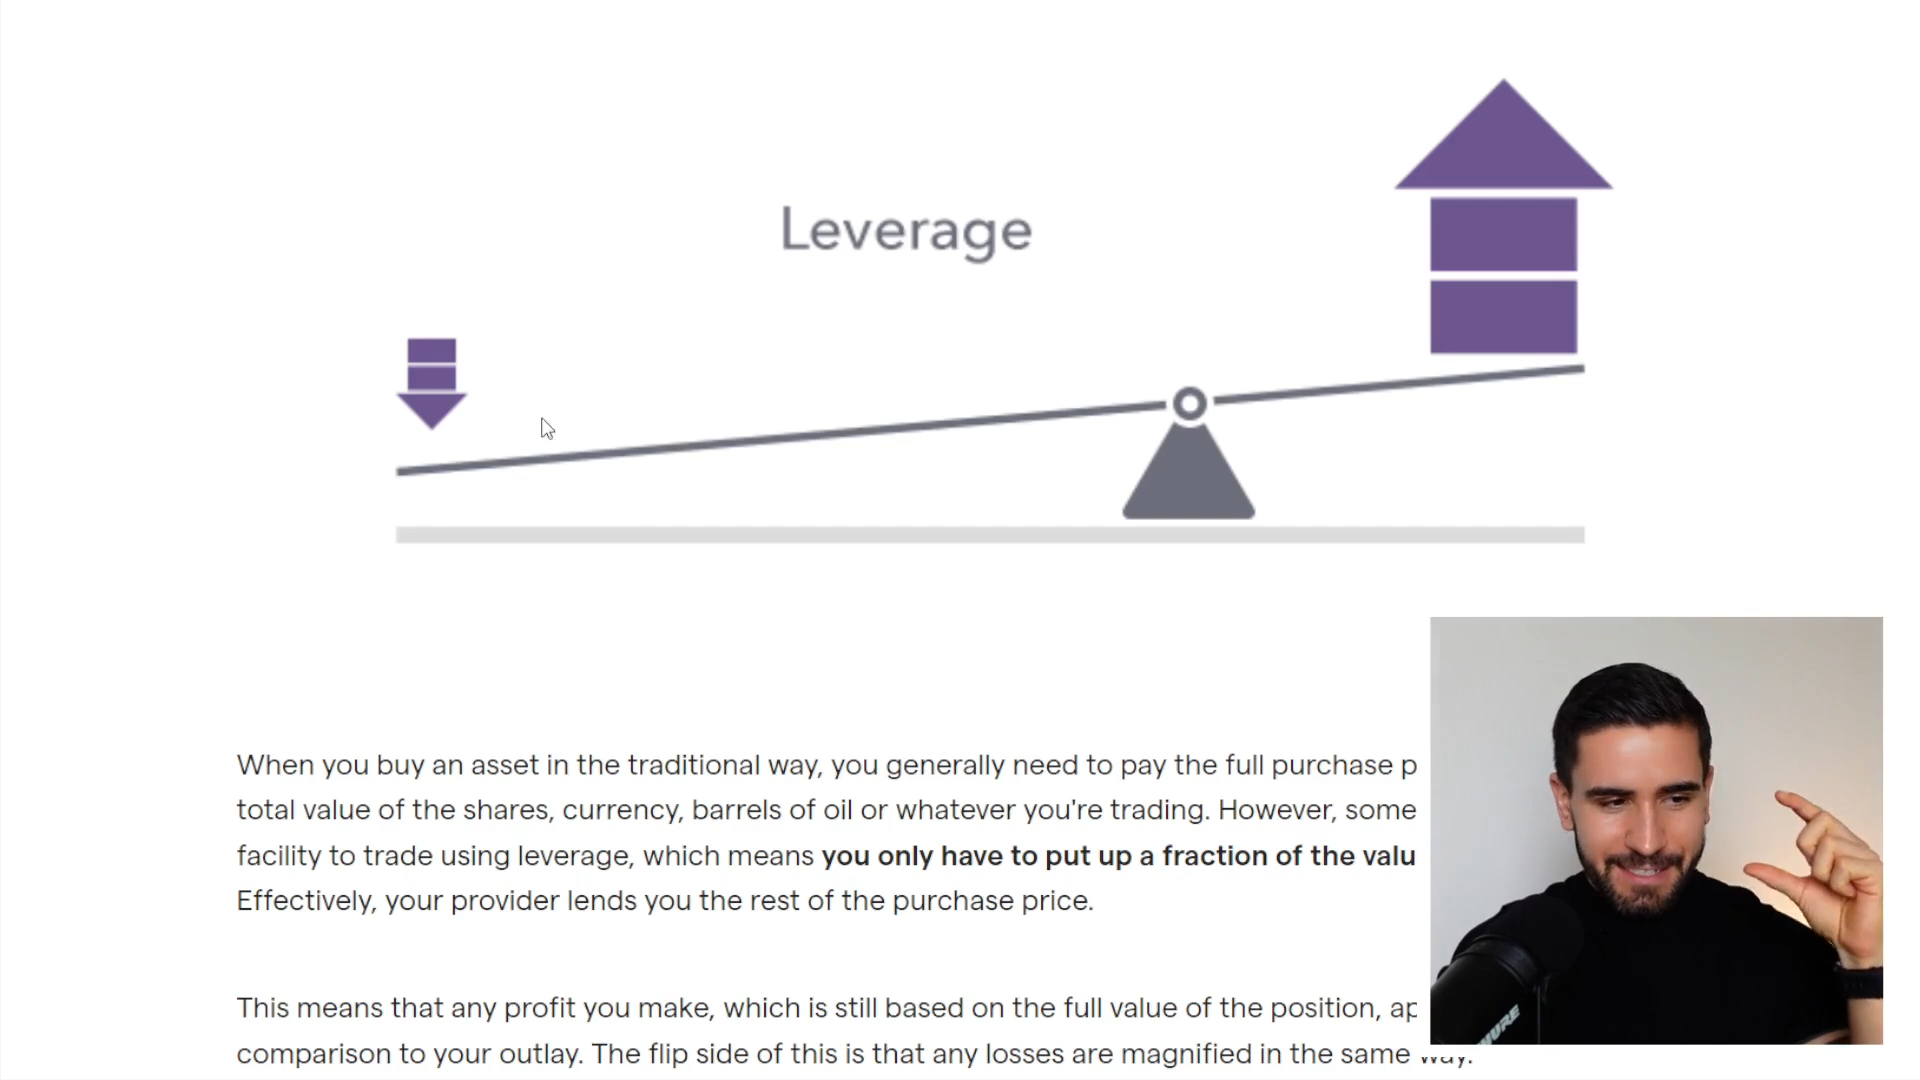 Leverage
When you buy an asset in the traditional way, you generally need to pay the full purchase p
total value of the shares, currency, barrels of oil or whatever you're trading. However, some
facility to trade using leverage, which means you only have to put up a fraction of the valu
Effectively, your provider lends you the rest of the purchase price.
This means that any profit you make, which is still based on the full value of the position, ap
comparison to your outlay. The flip side of this is that any losses are magnified in the same way.